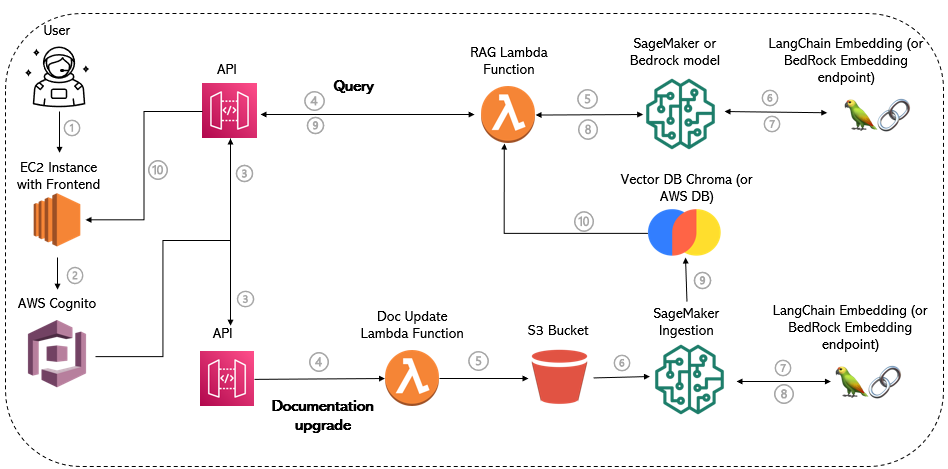 User
1
EC2 Instance
with Frontend
2
AWS Cognito
10
API
3
3
API
4
Query
9
RAG Lambda
Function
5
8
SageMaker or
Bedrock model
6
7
LangChain Embedding (or
BedRock Embedding
endpoint)
Vector DB Chroma (or
AWS DB)
10
9
4
Documentation
upgrade
Doc Update
Lambda Function
5
S3 Bucket
6
SageMaker
Ingestion
7
8
LangChain Embedding (or
BedRock Embedding
endpoint)